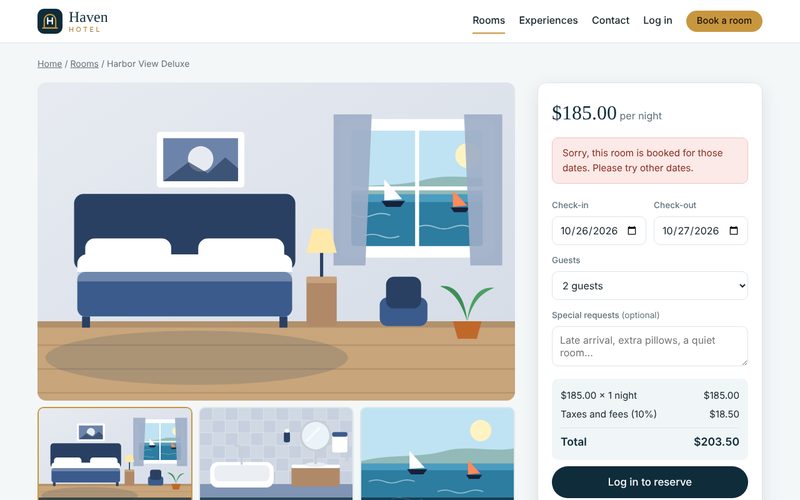 H
Haven
HOTEL
Rooms
Experiences
Contact
Log in
Book a room
Home / Rooms / Harbor View Deluxe
$185.00 per night
Sorry, this room is booked for those
dates. Please try other dates.
Check-in
Check-out
10/26/2026
10/27/2026
Guests
2 guests
Special requests (optional)
Late arrival, extra pillows, a quiet
room...
$185.00 × 1 night
$185.00
Taxes and fees (10%)
$18.50
Total
$203.50
Log in to reserve